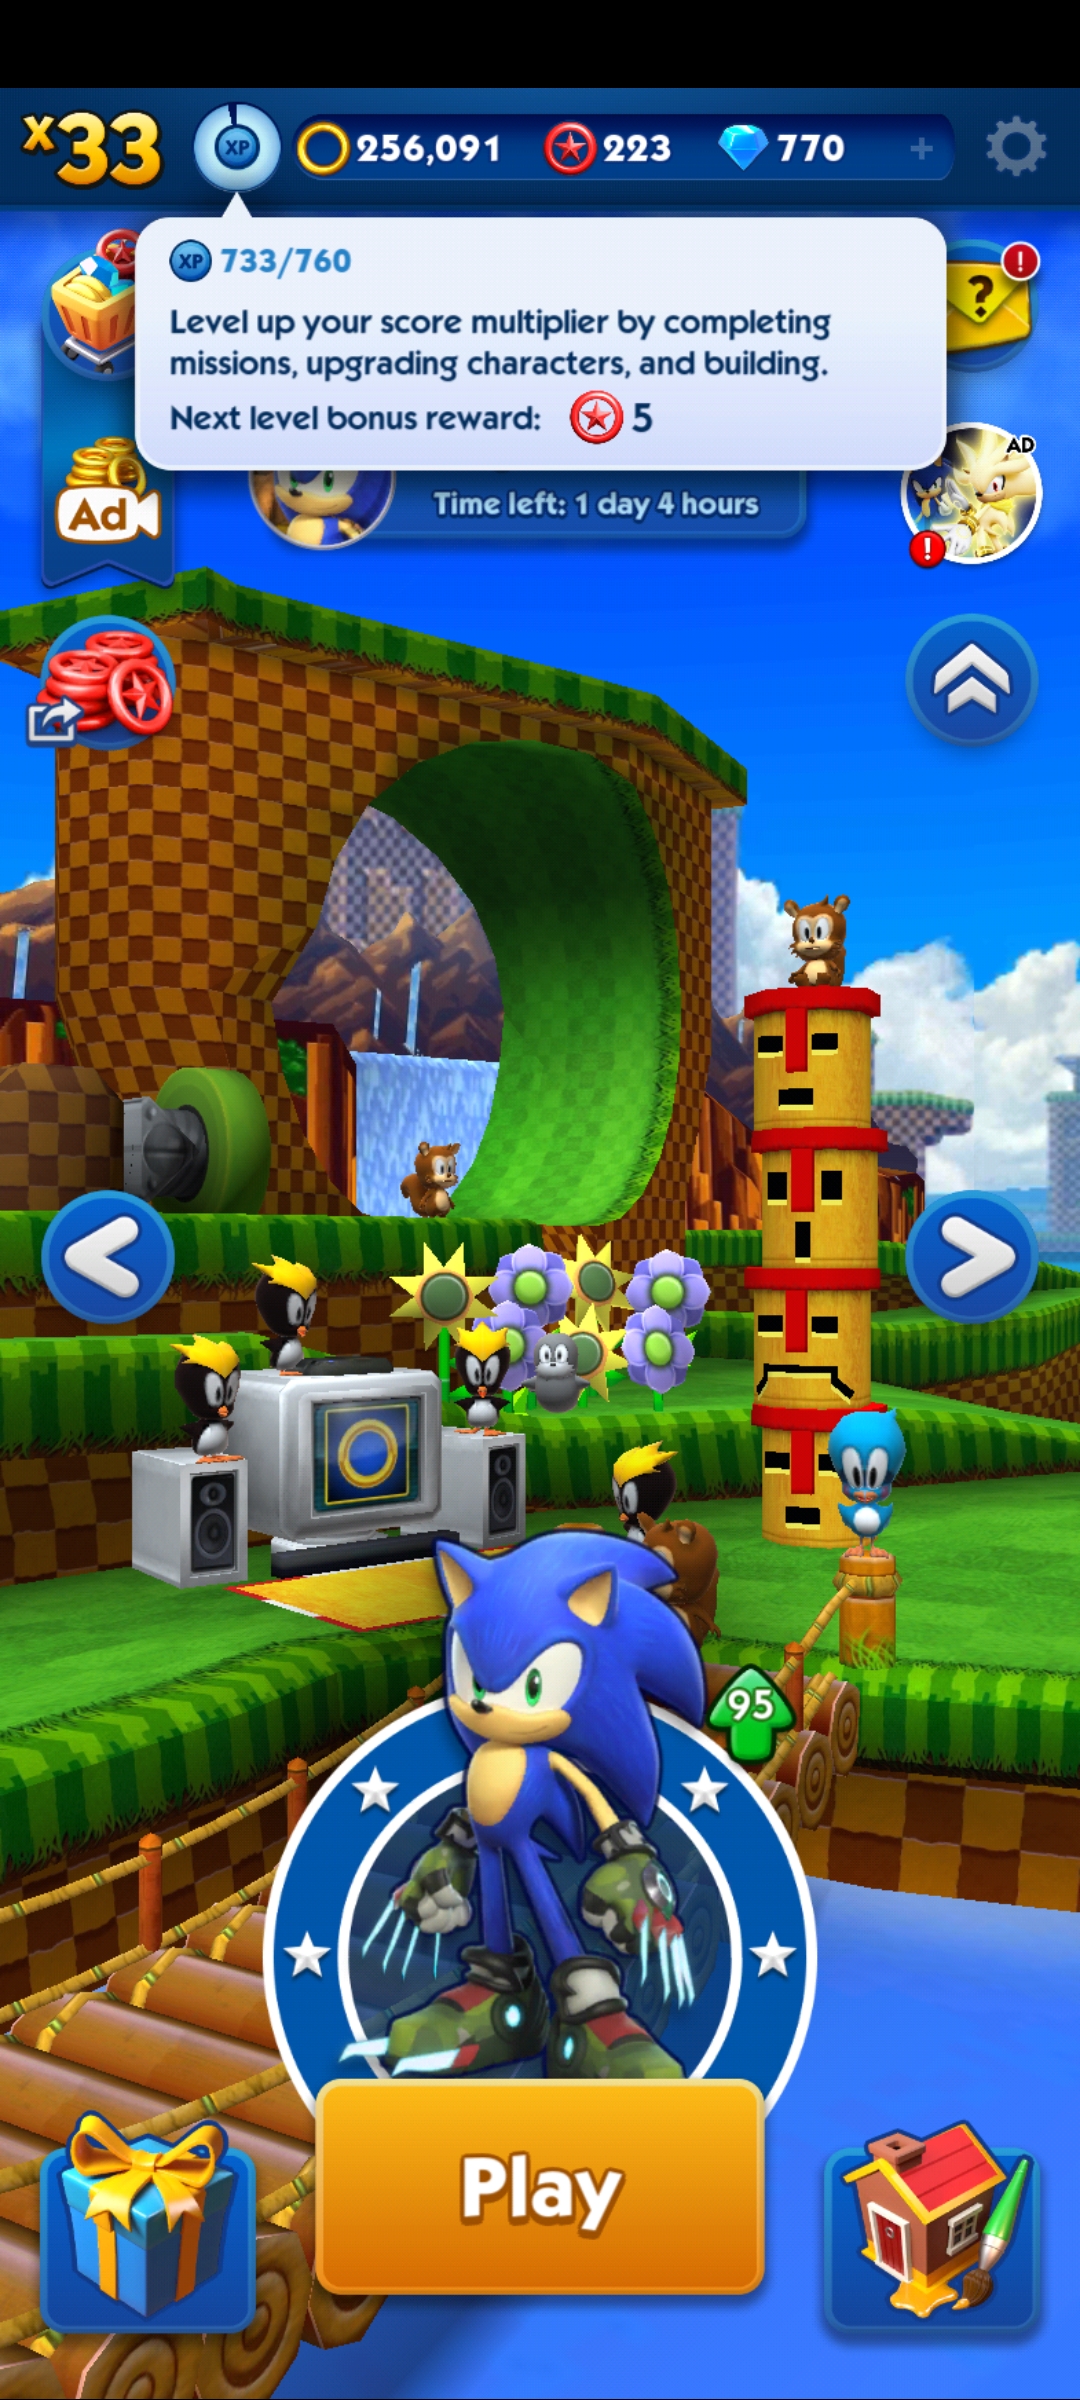 x33
XP
256,091
223
770
+
XP 733/760
Level up your score multiplier by completing
missions, upgrading characters, and building.
Next level bonus reward: 5
?
!
Ad
Time left: 1 day 4 hours
AD
!
95
Play